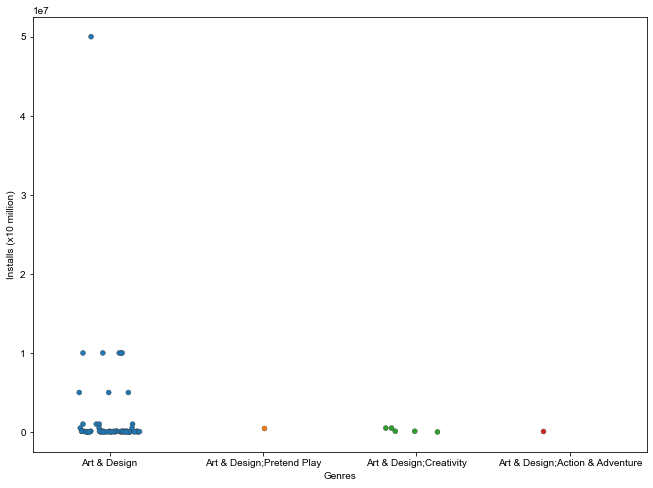 1e7
5
4
3
2
1
0
Installs (x10 million)
Art & Design
Art & Design;Pretend Play
Art & Design;Creativity
Art & Design;Action & Adventure
Genres